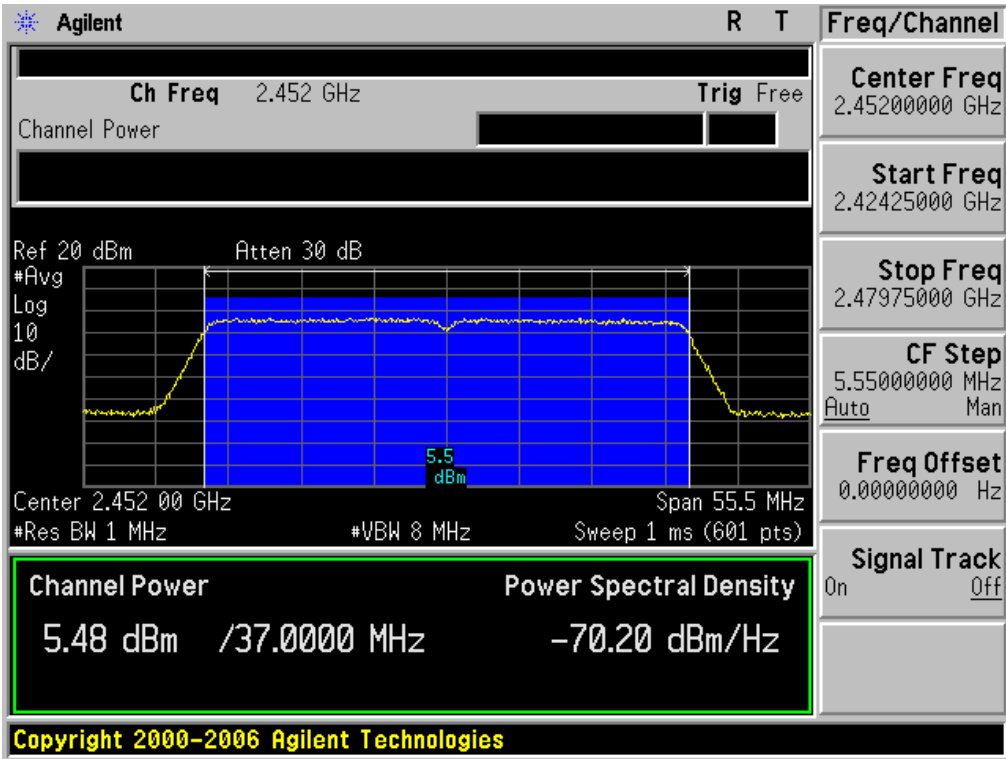 Agilent R T
Ch Freq 2.452 GHz Trig Free
Channel Power
Ref 20 dBm Atten 30 dB
#Avg
Log
10
dB/
5.5
dBm
Center 2.452 00 GHz Span 55.5 MHz
#Res BW 1 MHz #VBW 8 MHz Sweep 1 ms (601 pts)
Channel Power Power Spectral Density
5.48 dBm /37.0000 MHz -70.20 dBm/Hz
Copyright 2000-2006 Agilent Technologies
Freq/Channel
Center Freq
2.45200000 GHz
Start Freq
2.42425000 GHz
Stop Freq
2.47975000 GHz
CF Step
5.55000000 MHz
Auto Man
Freq Offset
0.00000000 Hz
Signal Track
On Off